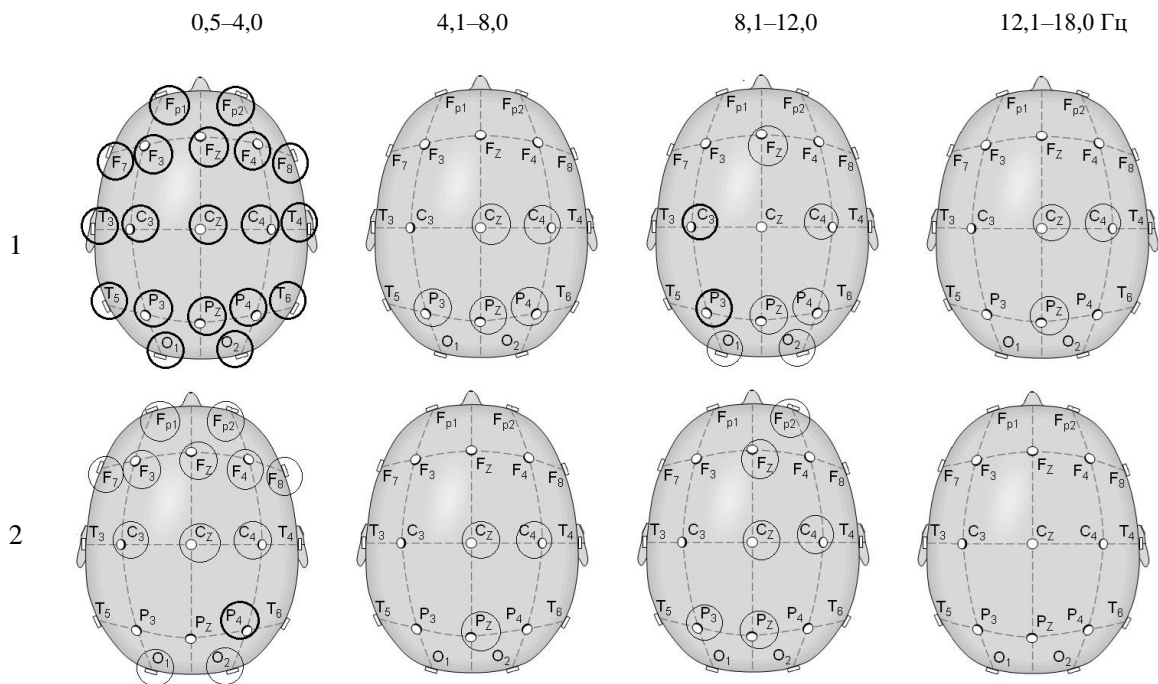 0,5–4,0 4,1–8,0 8,1–12,0 12,1–18,0 Гц
Fp1 Fp2 Fp1 Fp2 Fp1 Fp2 Fp1 Fp2
F7 F3 FZ F4 F8 F7 F3 FZ F4 F8 F7 F3 FZ F4 F8 F7 F3 FZ F4 F8
1 T3 C3 CZ C4 T4 T3 C3 CZ C4 T4 T3 C3 CZ C4 T4 T3 C3 CZ C4 T4
T5 P3 PZ P4 T6 T5 P3 PZ P4 T6 T5 P3 PZ P4 T6 T5 P3 PZ P4 T6
O1 O2 O1 O2 O1 O2 O1 O2
Fp1 Fp2 Fp1 Fp2 Fp1 Fp2 Fp1 Fp2
F7 F3 FZ F4 F8 F7 F3 FZ F4 F8 F7 F3 FZ F4 F8 F7 F3 FZ F4 F8
2 T3 C3 CZ C4 T4 T3 C3 CZ C4 T4 T3 C3 CZ C4 T4 T3 C3 CZ C4 T4
T5 P3 PZ P4 T6 T5 P3 PZ P4 T6 T5 P3 PZ P4 T6 T5 P3 PZ P4 T6
O1 O2 O1 O2 O1 O2 O1 O2